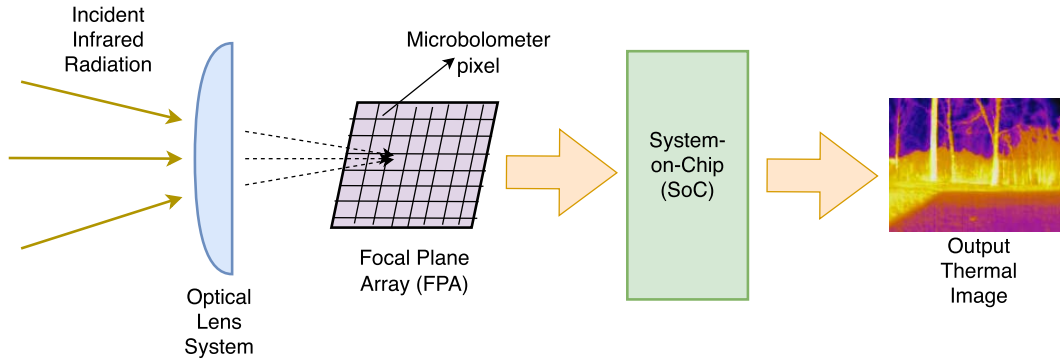 Incident
Infrared
Radiation
Optical
Lens
System
Microbolometer
pixel
Focal Plane
Array (FPA)
System-
on-Chip
(SoC)
Output
Thermal
Image